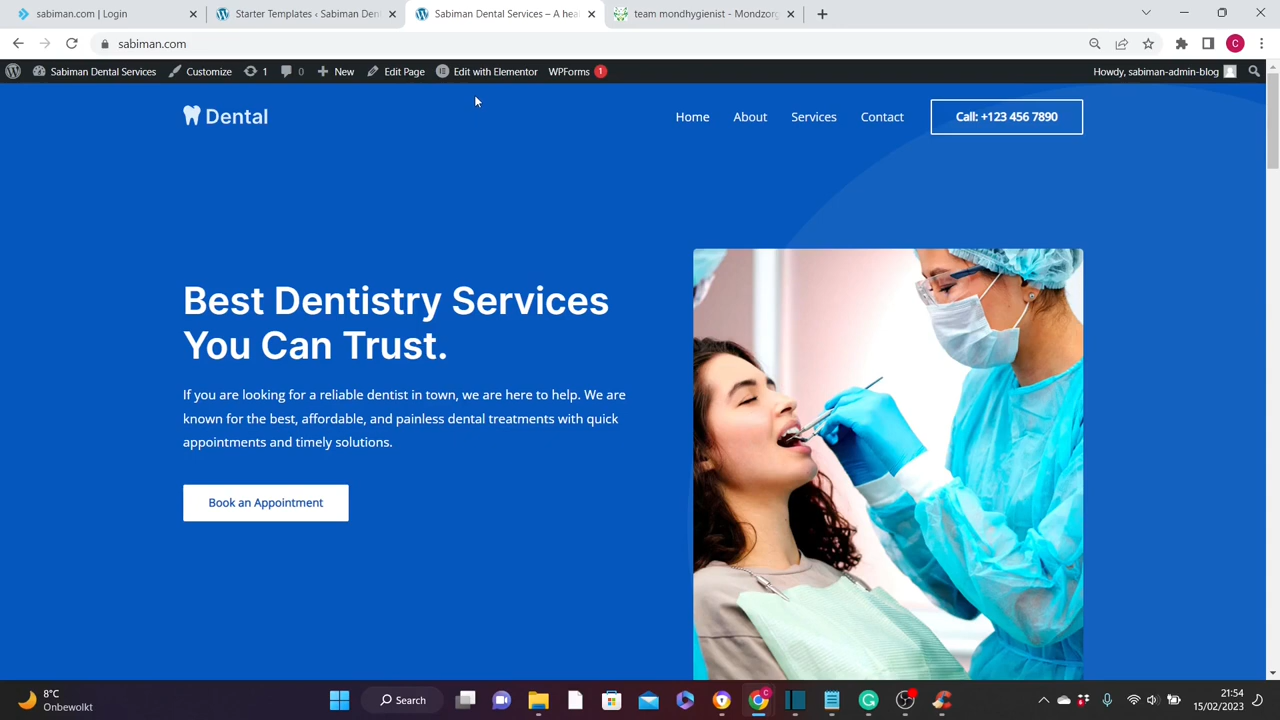 sabiman.com | Login
Starter Templates ‹ Sabiman Den
Sabiman Dental Services – A hea
team mondhygienist - Mondzorg
sabiman.com
C
Sabiman Dental Services
Customize
1
0
New
Edit Page
Edit with Elementor
WPForms 1
Howdy, sabiman-admin-blog
Dental
Home
About
Services
Contact
Call: +123 456 7890
Best Dentistry Services
You Can Trust.
If you are looking for a reliable dentist in town, we are here to help. We are
known for the best, affordable, and painless dental treatments with quick
appointments and timely solutions.
Book an Appointment
8°C
Onbewolkt
Search
21:54
15/02/2023